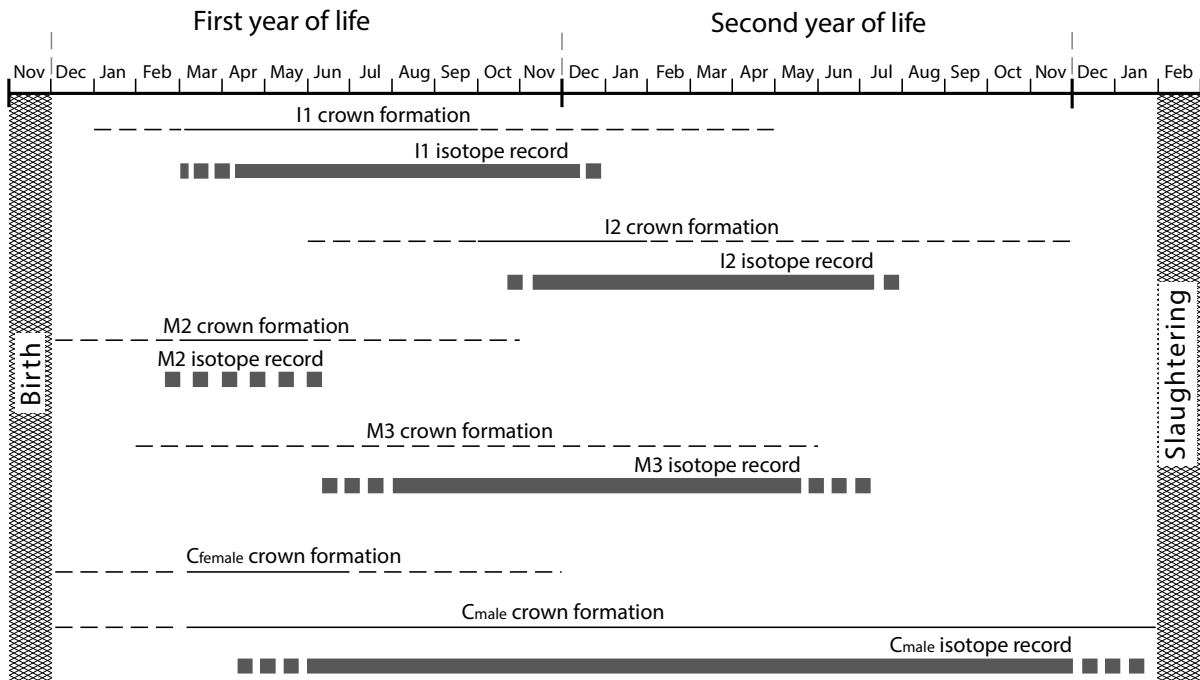 First year of life Second year of life
Nov Dec Jan Feb Mar Apr May Jun Jul Aug Sep Oct Nov Dec Jan Feb Mar Apr May Jun Jul Aug Sep Oct Nov Dec Jan Feb
I1 crown formation
I1 isotope record
I2 crown formation
I2 isotope record
M2 crown formation
M2 isotope record
M3 crown formation
M3 isotope record
Cfemale crown formation
Cmale crown formation
Cmale isotope record
Birth
Slaughtering